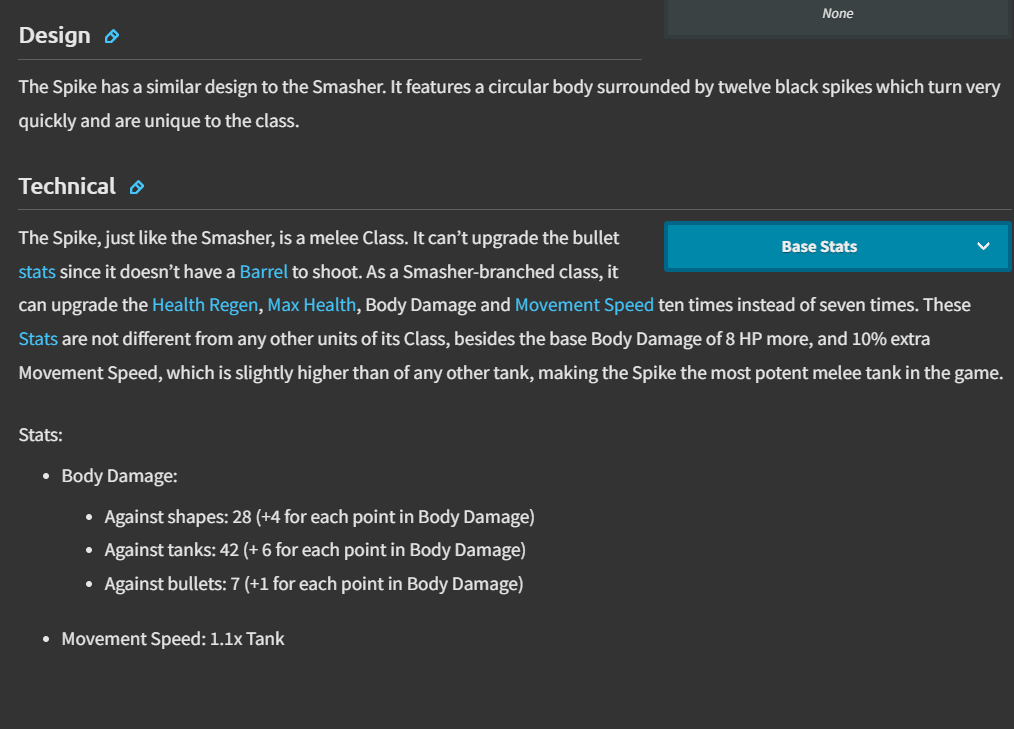 None
Design
The Spike has a similar design to the Smasher. It features a circular body surrounded by twelve black spikes which turn very
quickly and are unique to the class.
Technical
The Spike, just like the Smasher, is a melee Class. It can’t upgrade the bullet
Base Stats
stats since it doesn’t have a Barrel to shoot. As a Smasher-branched class, it
can upgrade the Health Regen, Max Health, Body Damage and Movement Speed ten times instead of seven times. These
Stats are not different from any other units of its Class, besides the base Body Damage of 8 HP more, and 10% extra
Movement Speed, which is slightly higher than of any other tank, making the Spike the most potent melee tank in the game.
Stats:
• Body Damage:
• Against shapes: 28 (+4 for each point in Body Damage)
• Against tanks: 42 (+ 6 for each point in Body Damage)
• Against bullets: 7 (+1 for each point in Body Damage)
• Movement Speed: 1.1x Tank